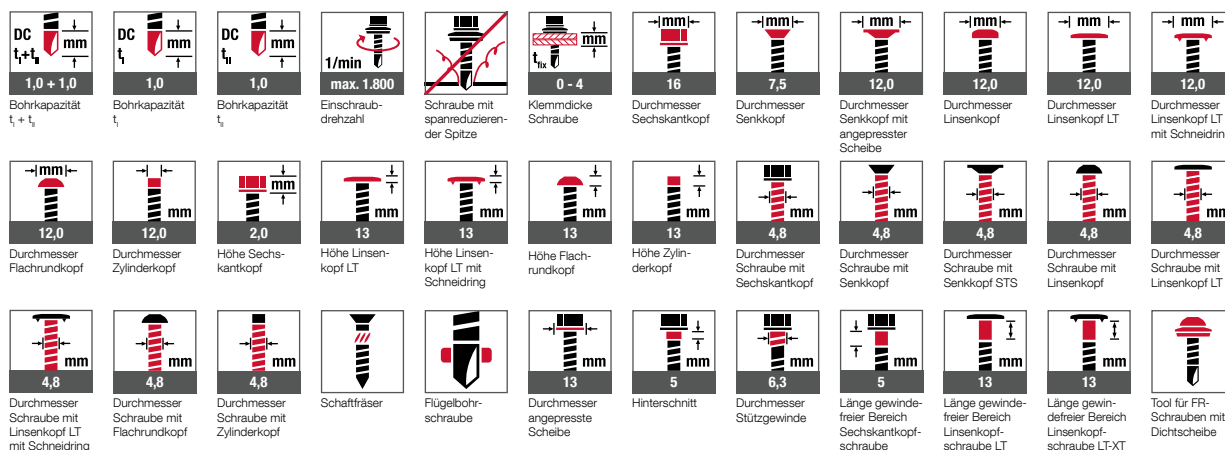 DC
t I + t II
mm
1,0 + 1,0
Bohrkapazität
t I + t II
DC
t I
mm
1,0
Bohrkapazität
t I
DC
t II
mm
1,0
Bohrkapazität
t II
1/min
max. 1.800
Einschraub-
drehzahl
Schraube mit
spanreduzieren-
der Spitze
mm
t fix
0 - 4
Klemmdicke
Schraube
mm
16
Durchmesser
Sechskantkopf
mm
7,5
Durchmesser
Senkkopf
mm
12,0
Durchmesser
Senkkopf mit
angepresster
Scheibe
mm
12,0
Durchmesser
Linsenkopf
mm
12,0
Durchmesser
Linsenkopf LT
mm
12,0
Durchmesser
Linsenkopf LT
mit Schneidrin
mm
12,0
Durchmesser
Flachrundkopf
mm
12,0
Durchmesser
Zylinderkopf
mm
2,0
Höhe Sechs-
kantkopf
mm
13
Höhe Linsen-
kopf LT
mm
13
Höhe Linsen-
kopf LT mit
Schneidring
mm
13
Höhe Flach-
rundkopf
mm
13
Höhe Zylin-
derkopf
mm
4,8
Durchmesser
Schraube mit
Sechskantkopf
mm
4,8
Durchmesser
Schraube mit
Senkkopf
mm
4,8
Durchmesser
Schraube mit
Senkkopf STS
mm
4,8
Durchmesser
Schraube mit
Linsenkopf
mm
4,8
Durchmesser
Schraube mit
Linsenkopf LT
mm
4,8
Durchmesser
Schraube mit
Linsenkopf LT
mit Schneidring
mm
4,8
Durchmesser
Schraube mit
Flachrundkopf
mm
4,8
Durchmesser
Schraube mit
Zylinderkopf
Schaftfräser
Flügelbohr-
schraube
mm
13
Durchmesser
angepresste
Scheibe
mm
5
Hinterschnitt
mm
6,3
Durchmesser
Stützgewinde
mm
5
Länge gewinde-
freier Bereich
Sechskantkopf-
schraube
mm
13
Länge gewinde-
freier Bereich
Linsenkopf-
schraube LT
mm
13
Länge gewin-
defreier Bereich
Linsenkopf-
schraube LT-XT
Tool für FR-
Schrauben mit
Dichtscheibe